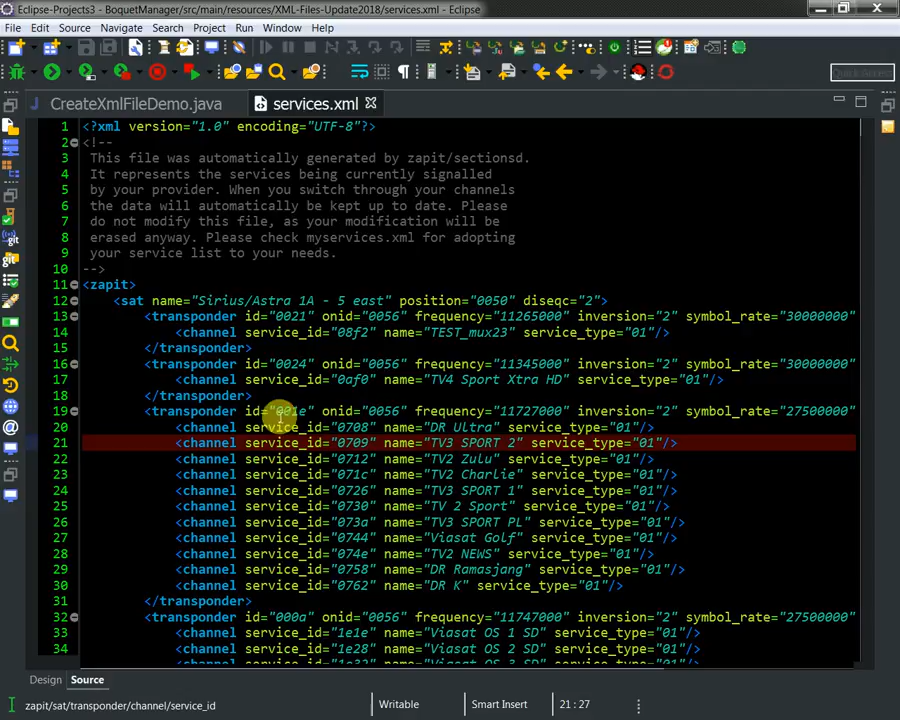 Eclipse-Projects3 - BoquetManager/src/main/resources/XML-Files-Update2018/services.xml - Eclipse
File Edit Source Navigate Search Project Run Window Help
Quick Access
CreateXmlFileDemo.java services.xml
1 <?xml version="1.0" encoding="UTF-8"?>
2 <!--
3 This file was automatically generated by zapit/sectionsd.
4 It represents the services being currently signalled
5 by your provider. When you switch through your channels
6 the data will automatically be kept up to date. Please
7 do not modify this file, as your modification will be
8 erased anyway. Please check myservices.xml for adopting
9 your service list to your needs.
10 -->
11 <zapit>
12 <sat name="Sirius/Astra 1A - 5 east" position="0050" diseqc="2">
13 <transponder id="0021" onid="0056" frequency="11265000" inversion="2" symbol_rate="30000000"
14 <channel service_id="08f2" name="TEST_mux23" service_type="01"/>
15 </transponder>
16 <transponder id="0024" onid="0056" frequency="11345000" inversion="2" symbol_rate="30000000"
17 <channel service_id="0af0" name="TV4 Sport Xtra HD" service_type="01"/>
18 </transponder>
19 <transponder id="001e" onid="0056" frequency="11727000" inversion="2" symbol_rate="27500000"
20 <channel service_id="0708" name="DR Ultra" service_type="01"/>
21 <channel service_id="0709" name="TV3 SPORT 2" service_type="01"/>
22 <channel service_id="0712" name="TV2 Zulu" service_type="01"/>
23 <channel service_id="071c" name="TV2 Charlie" service_type="01"/>
24 <channel service_id="0726" name="TV3 SPORT 1" service_type="01"/>
25 <channel service_id="0730" name="TV 2 Sport" service_type="01"/>
26 <channel service_id="073a" name="TV3 SPORT PL" service_type="01"/>
27 <channel service_id="0744" name="Viasat Golf" service_type="01"/>
28 <channel service_id="074e" name="TV2 NEWS" service_type="01"/>
29 <channel service_id="0758" name="DR Ramasjang" service_type="01"/>
30 <channel service_id="0762" name="DR K" service_type="01"/>
31 </transponder>
32 <transponder id="000a" onid="0056" frequency="11747000" inversion="2" symbol_rate="27500000"
33 <channel service_id="1e1e" name="Viasat OS 1 SD" service_type="01"/>
34 <channel service_id="1e28" name="Viasat OS 2 SD" service_type="01"/>
<channel service_id="1e32" name="Viasat OS 3 SD" service_type="01"/>
Design Source
zapit/sat/transponder/channel/service_id Writable Smart Insert 21 : 27